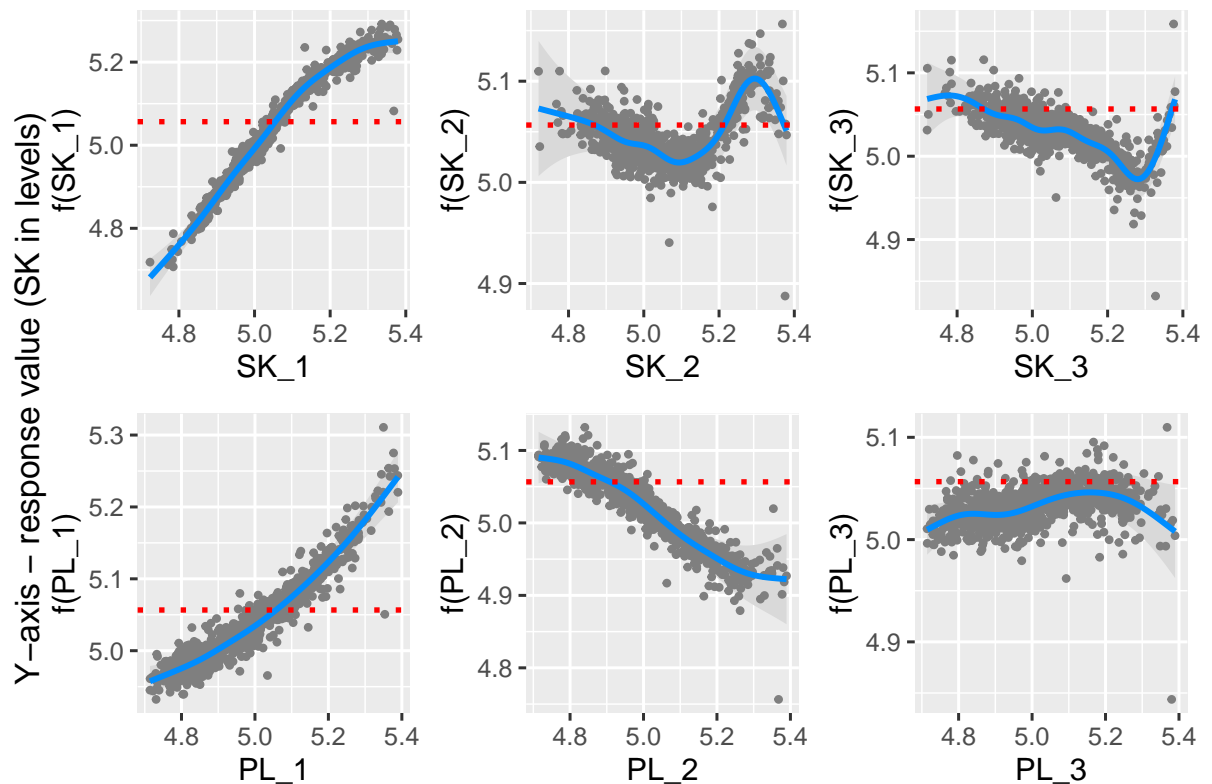 Y−axis − response value (SK in levels)
f(SK_1)
5.2
5.0
4.8
4.8 5.0 5.2 5.4
SK_1
f(SK_2)
5.1
5.0
4.9
4.8 5.0 5.2 5.4
SK_2
f(SK_3)
5.1
5.0
4.9
4.8 5.0 5.2 5.4
SK_3
f(PL_1)
5.3
5.2
5.1
5.0
4.8 5.0 5.2 5.4
PL_1
f(PL_2)
5.1
5.0
4.9
4.8
4.8 5.0 5.2 5.4
PL_2
f(PL_3)
5.1
5.0
4.9
4.8 5.0 5.2 5.4
PL_3